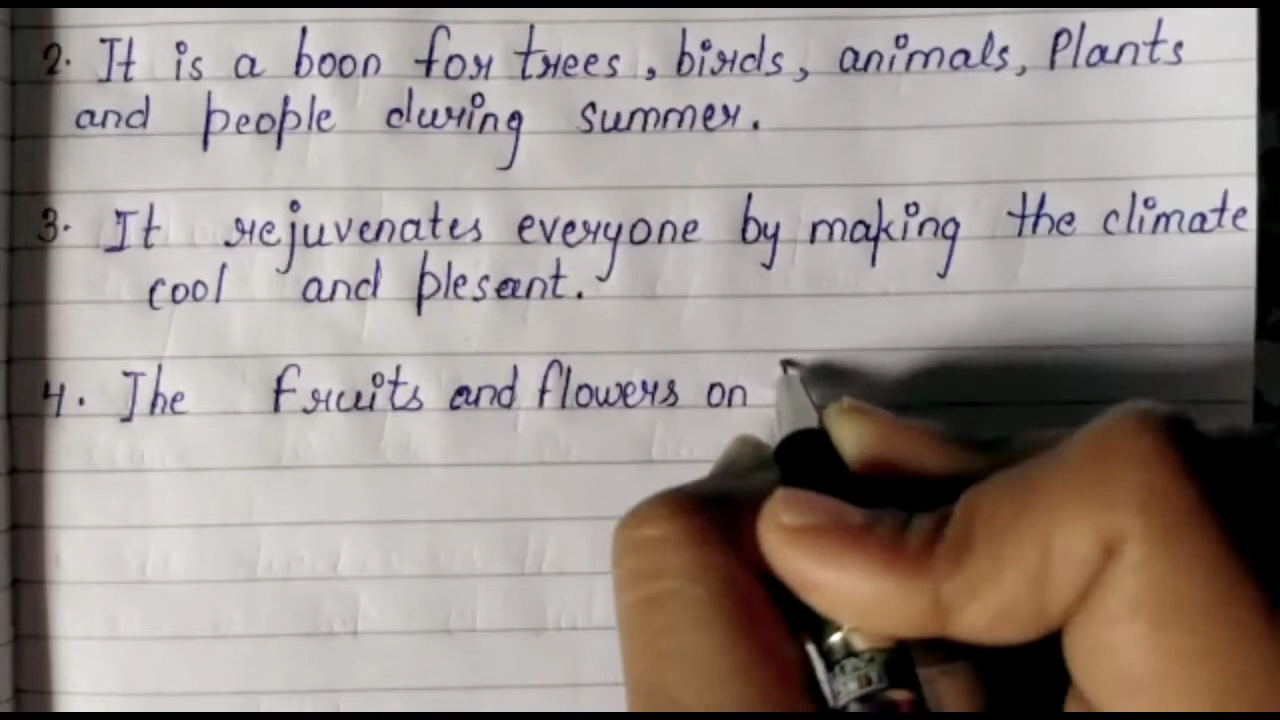 2. It is a boon for trees, birds, animals, Plants
and people during summer.
3. It rejuvenates everyone by making the climate
cool and plesent.
4. The fruits and flowers on